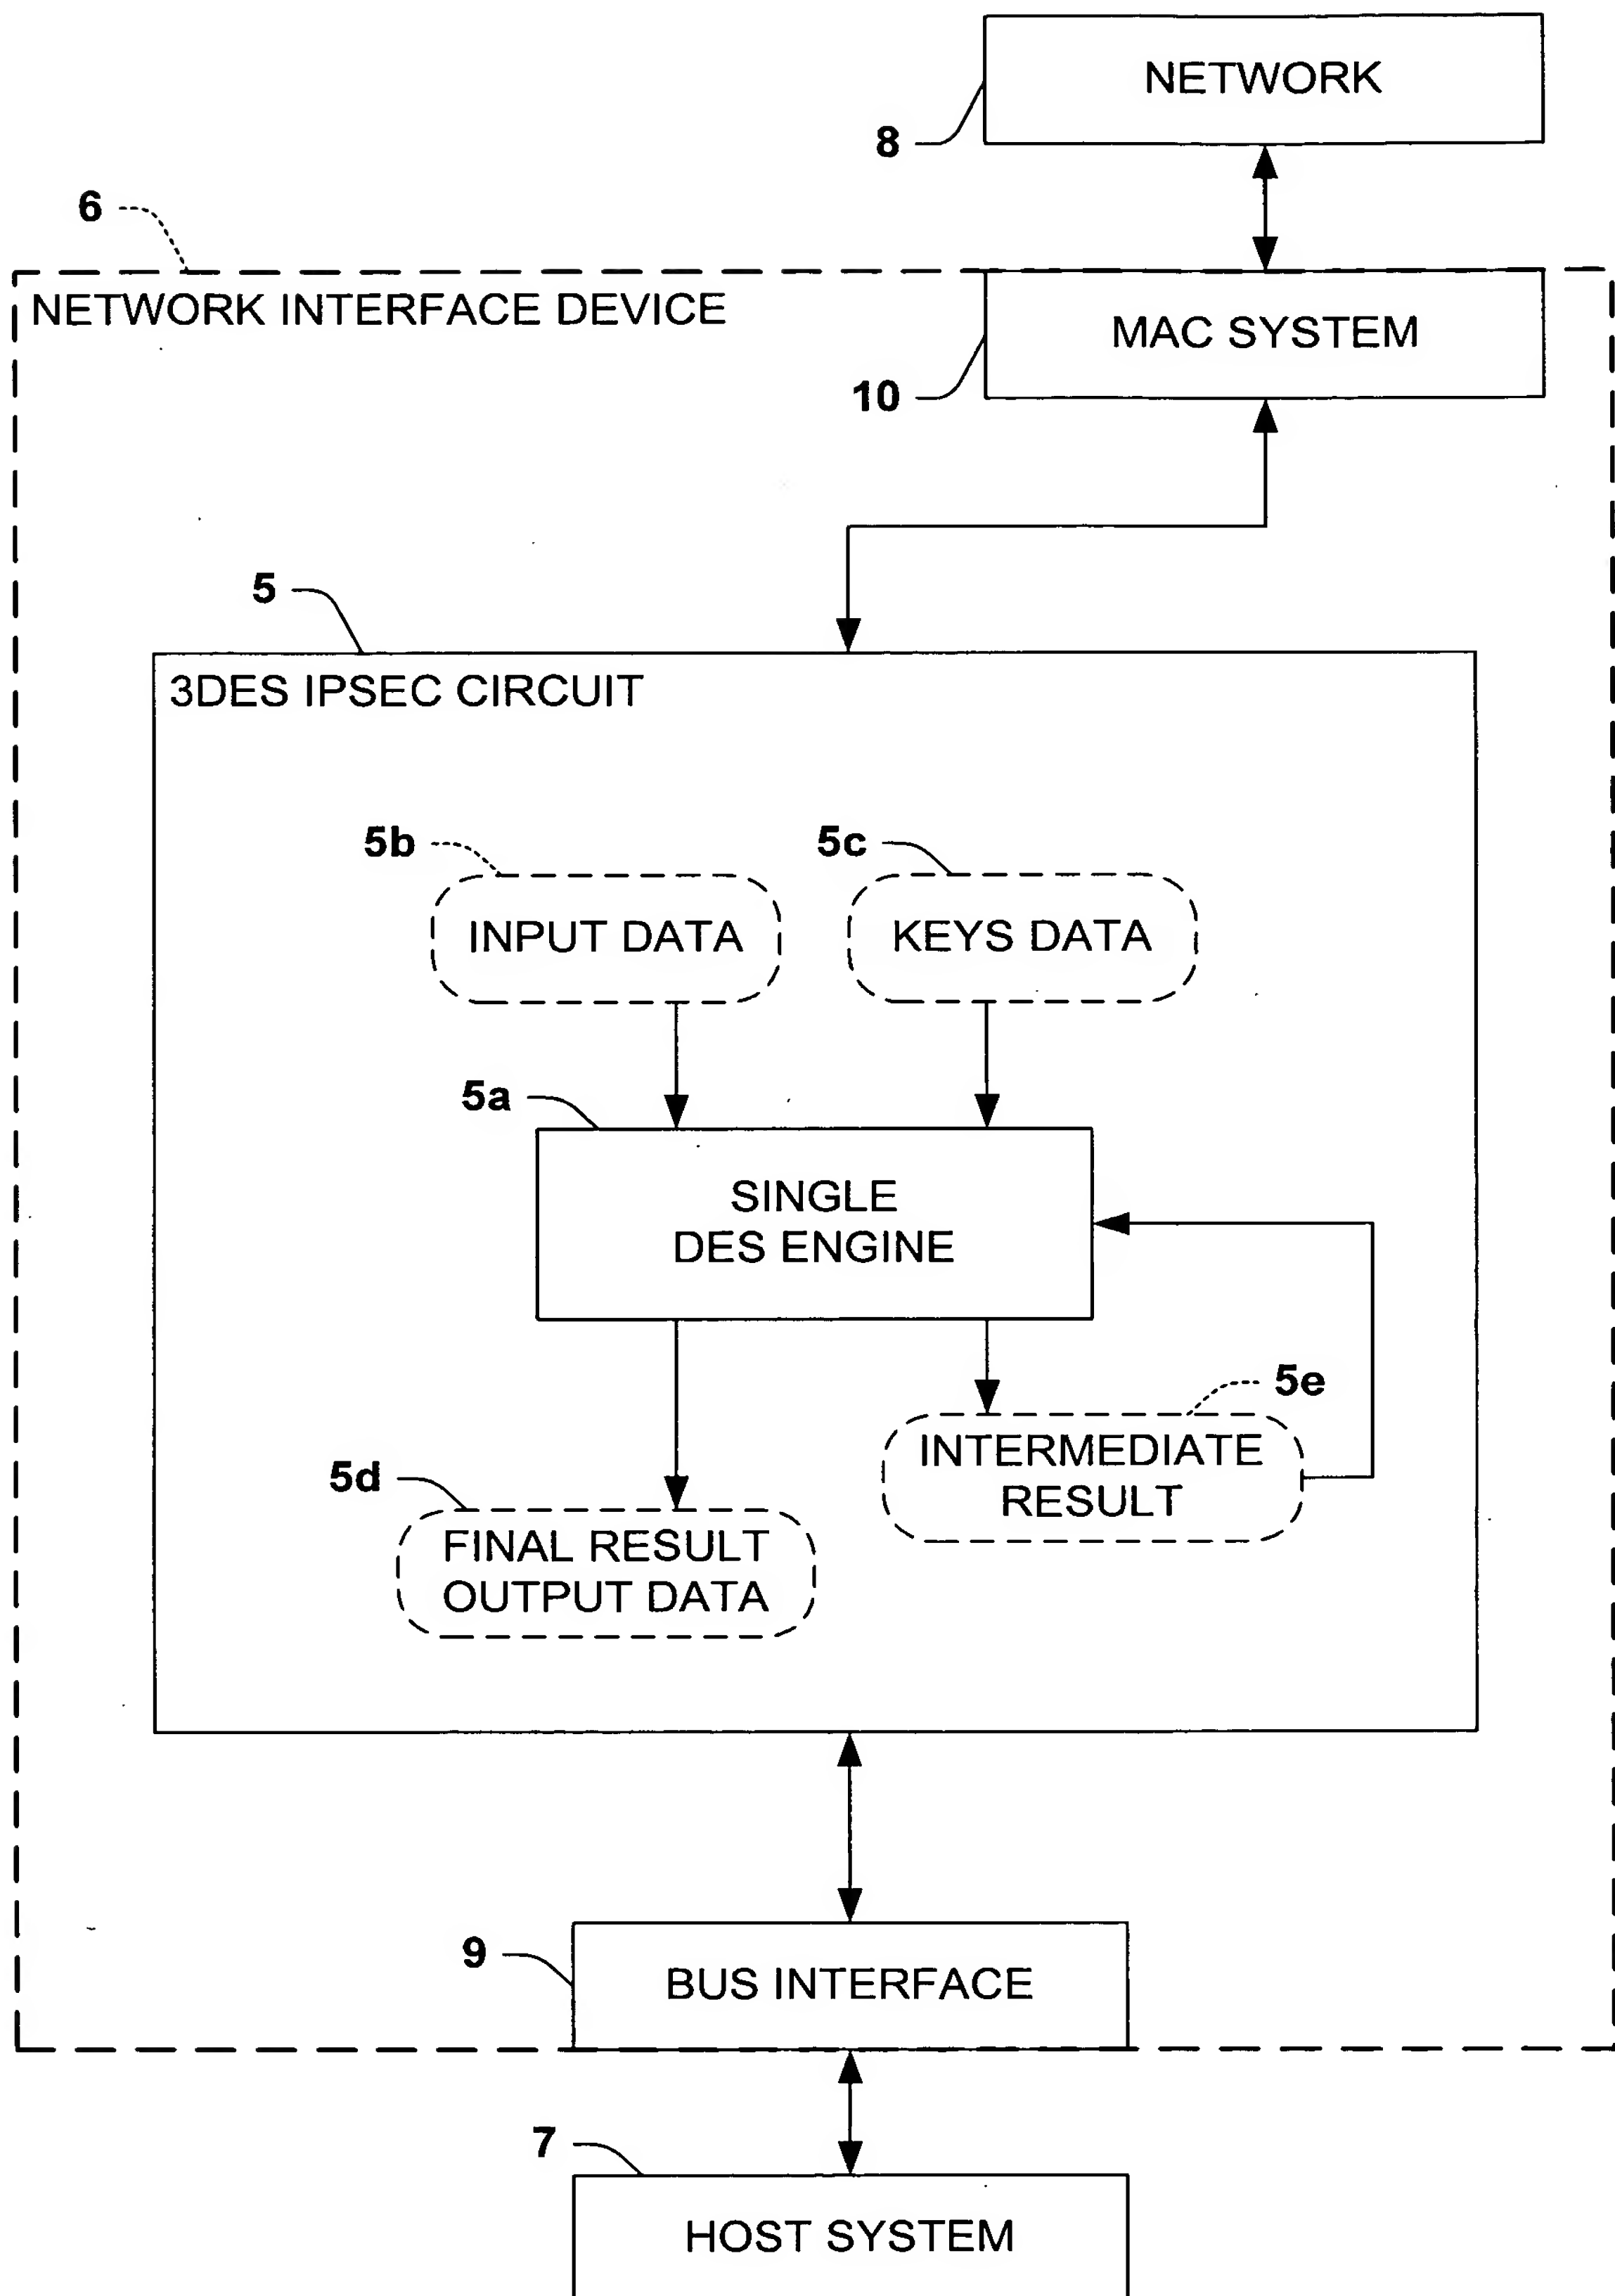 NETWORK
8
6
NETWORK INTERFACE DEVICE
MAC SYSTEM
10
5
3DES IPSEC CIRCUIT
5b
5c
INPUT DATA
KEYS DATA
5a
SINGLE
DES ENGINE
5e
INTERMEDIATE
RESULT
5d
FINAL RESULT
OUTPUT DATA
9
BUS INTERFACE
7
HOST SYSTEM